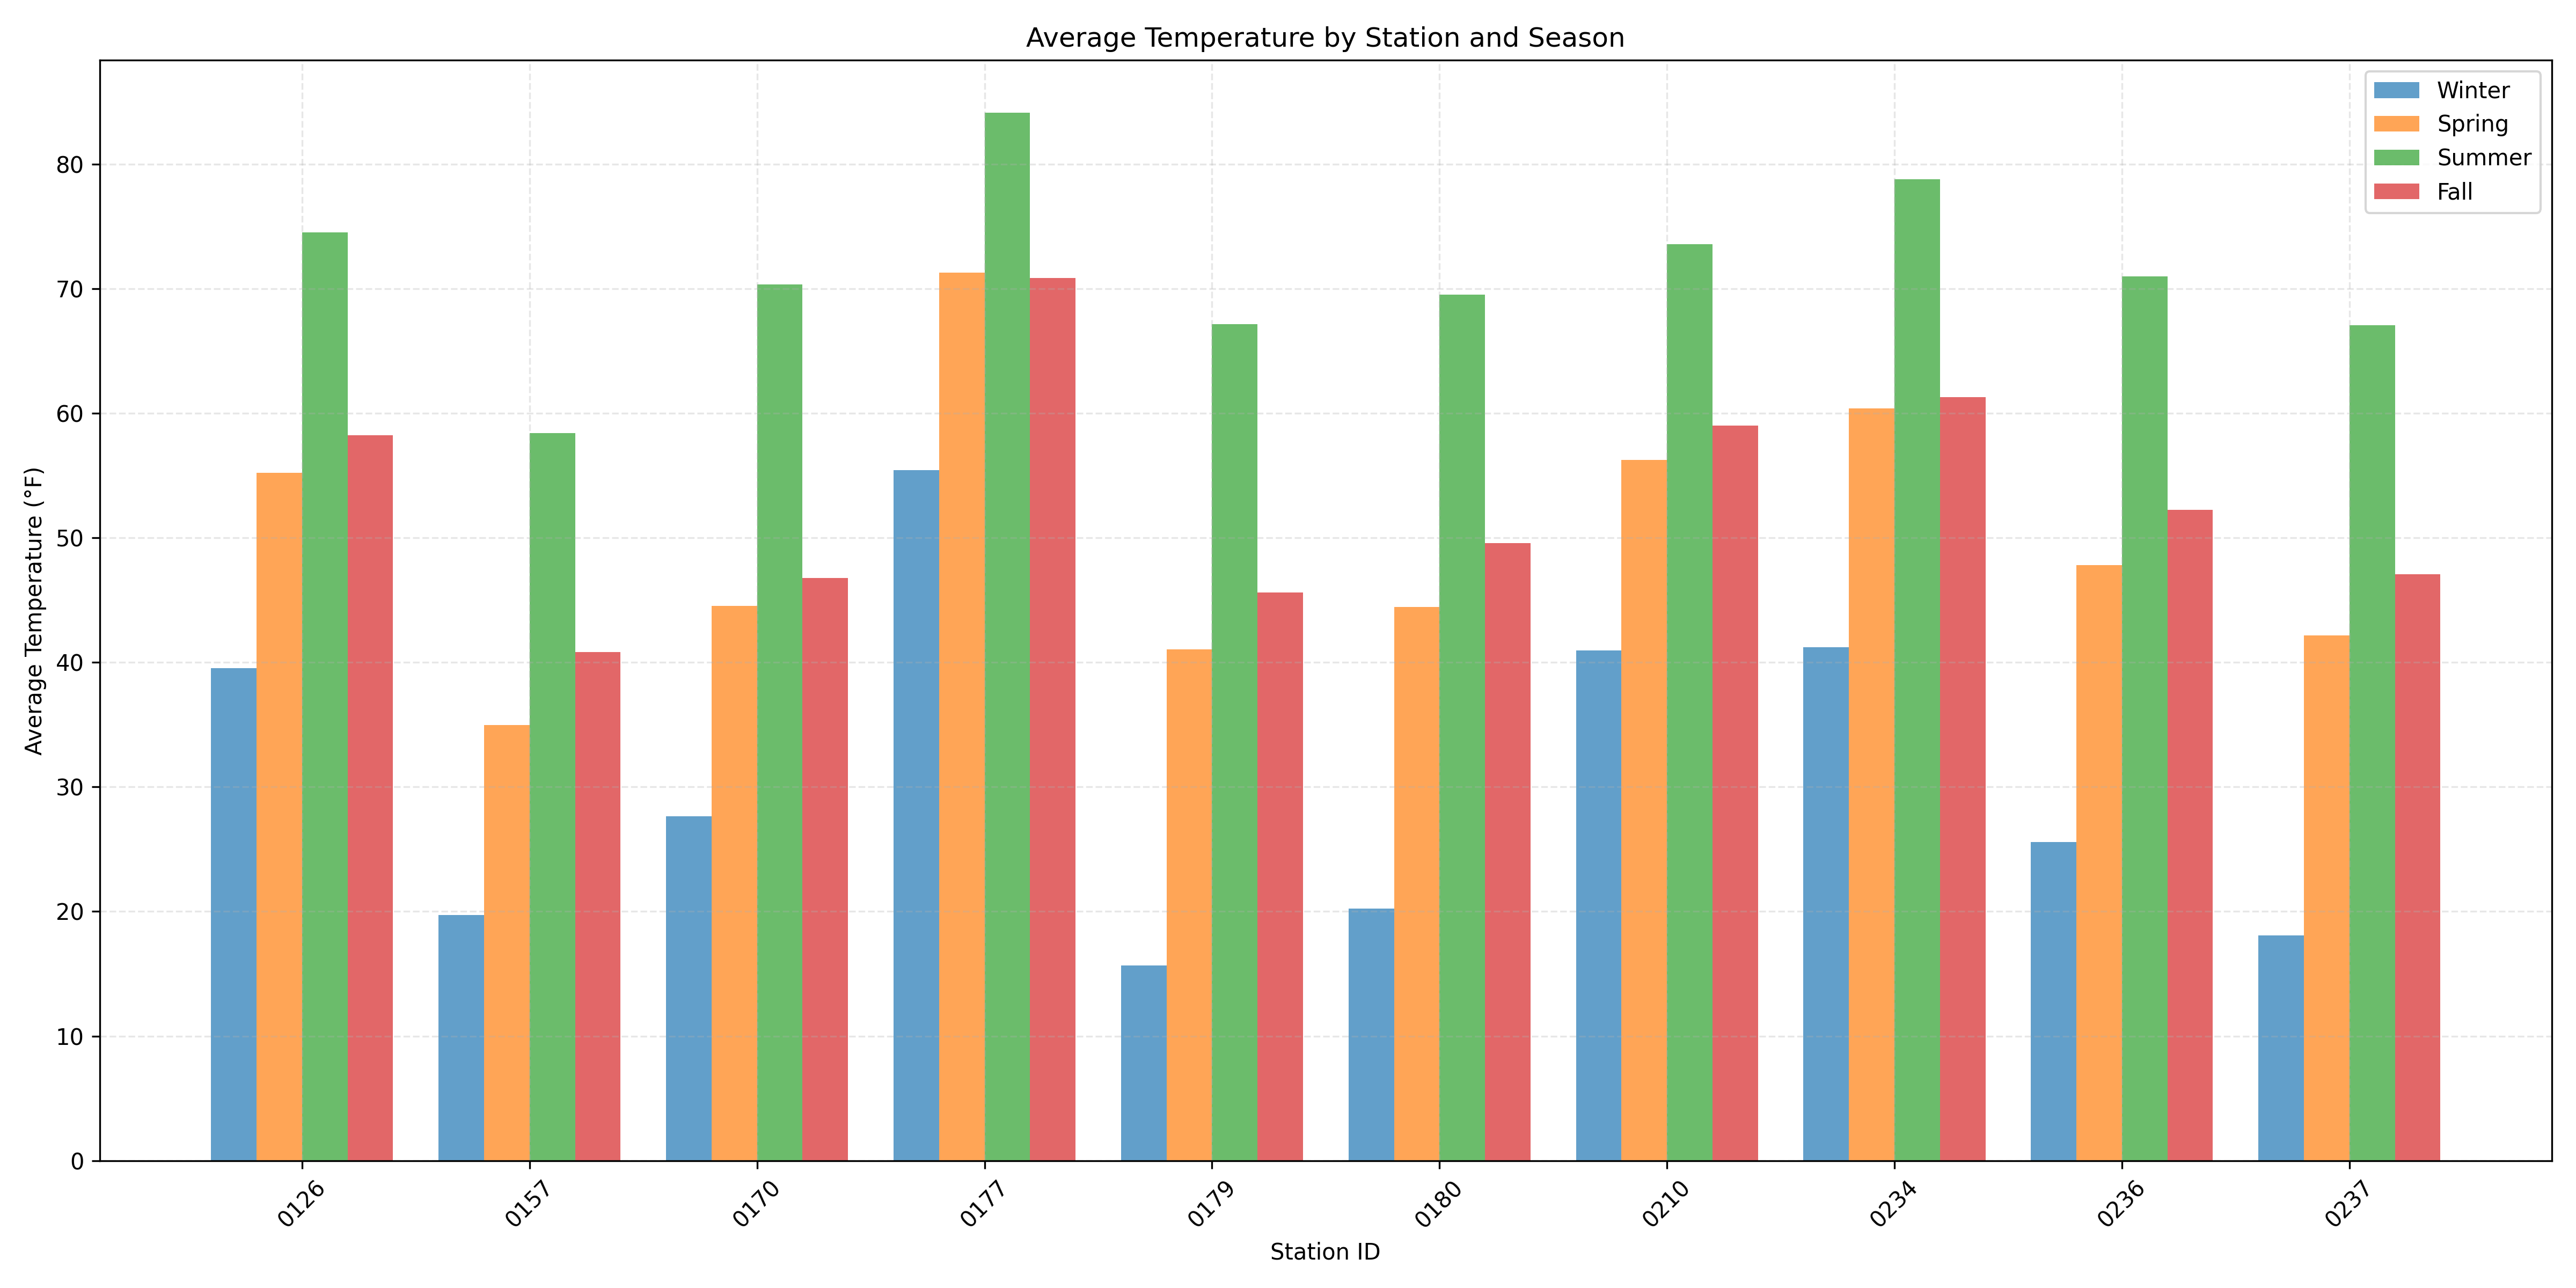 Average Temperature by Station and Season
Winter
Spring
Summer
Fall
Average Temperature (°F)
80
70
60
50
40
30
20
10
0
0126
0157
0170
0177
0179
0180
0210
0234
0236
0237
Station ID